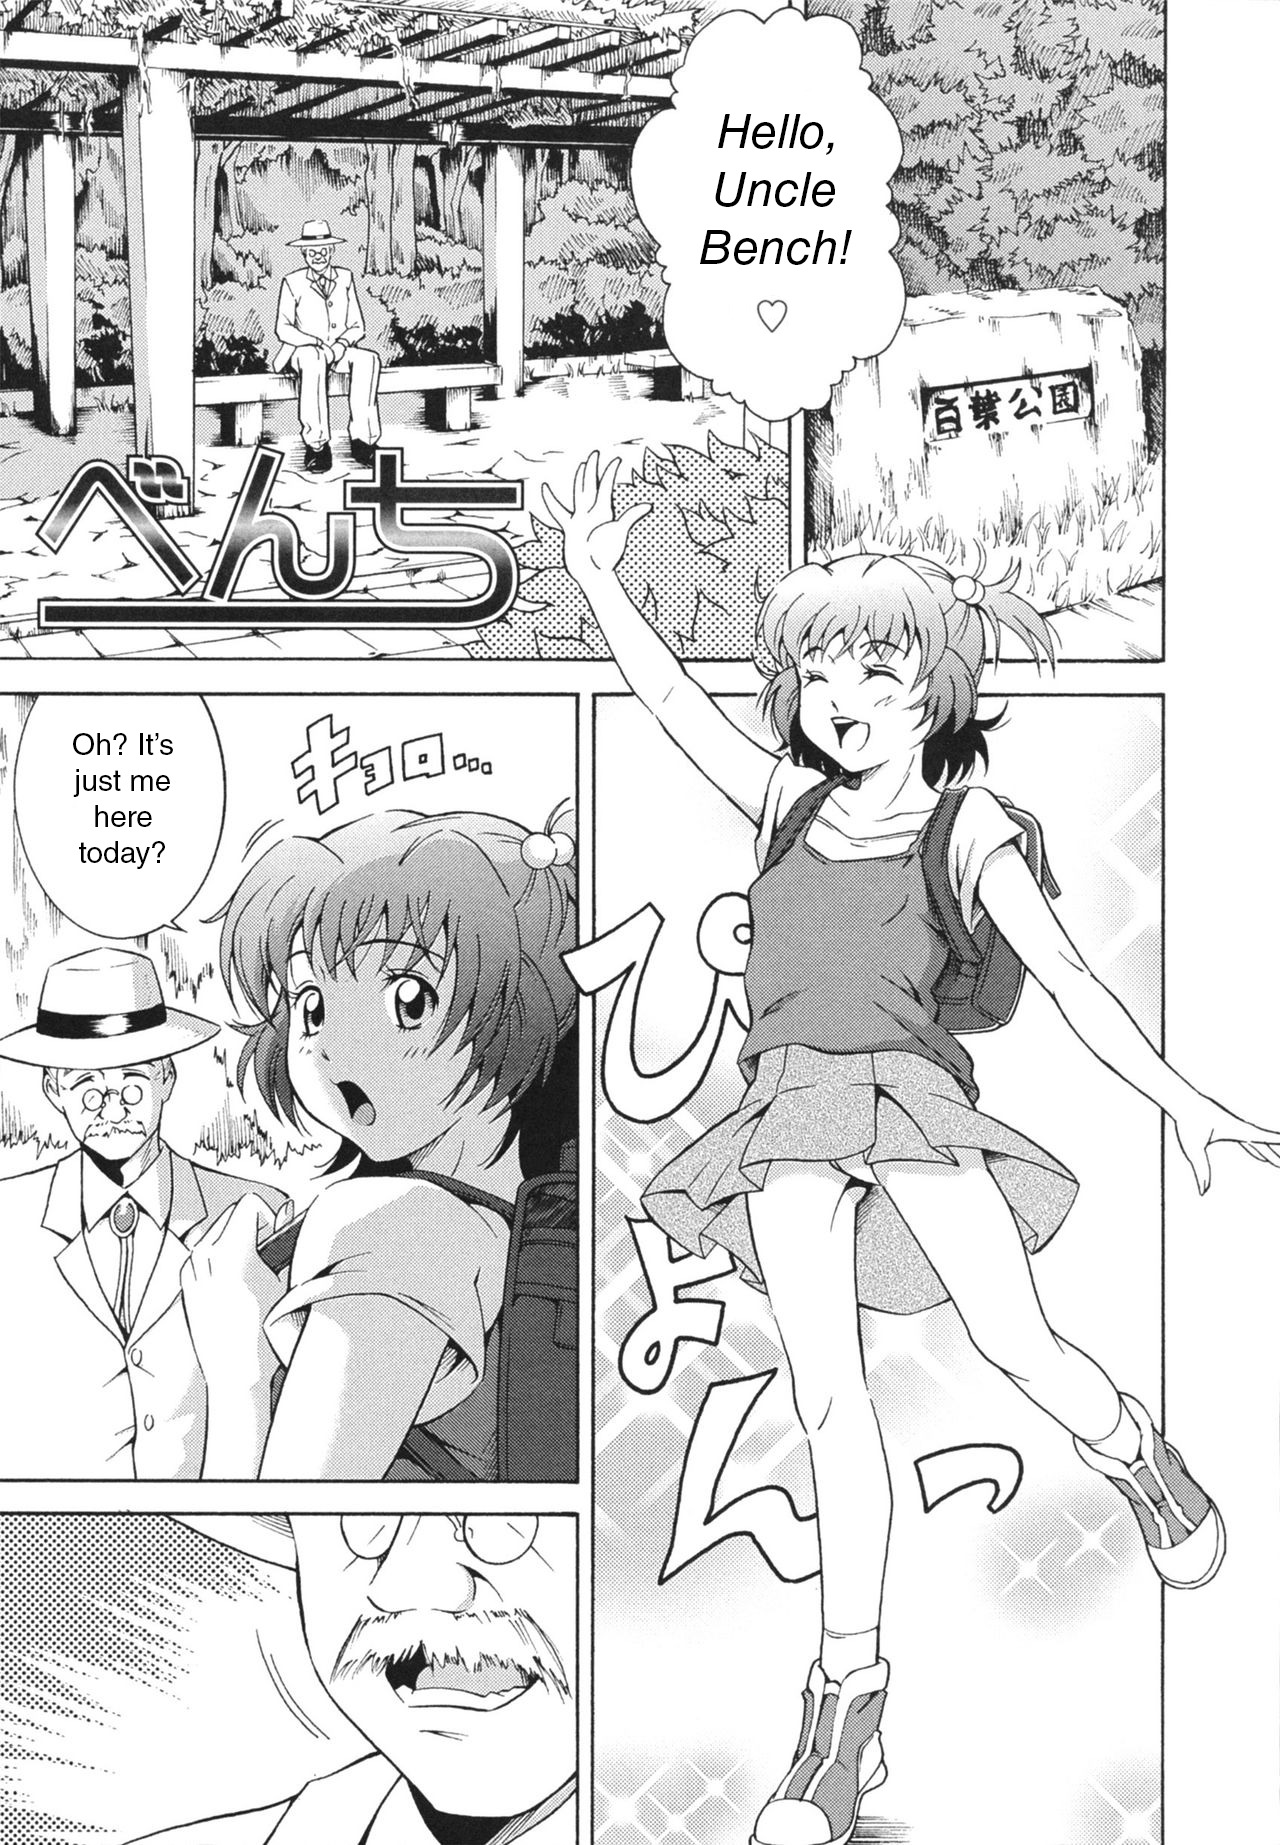 Hello,
Uncle
Bench!
♡
百葉公園
べんち
ぴょんっ
キョロ...
Oh? It's
just me
here
today?